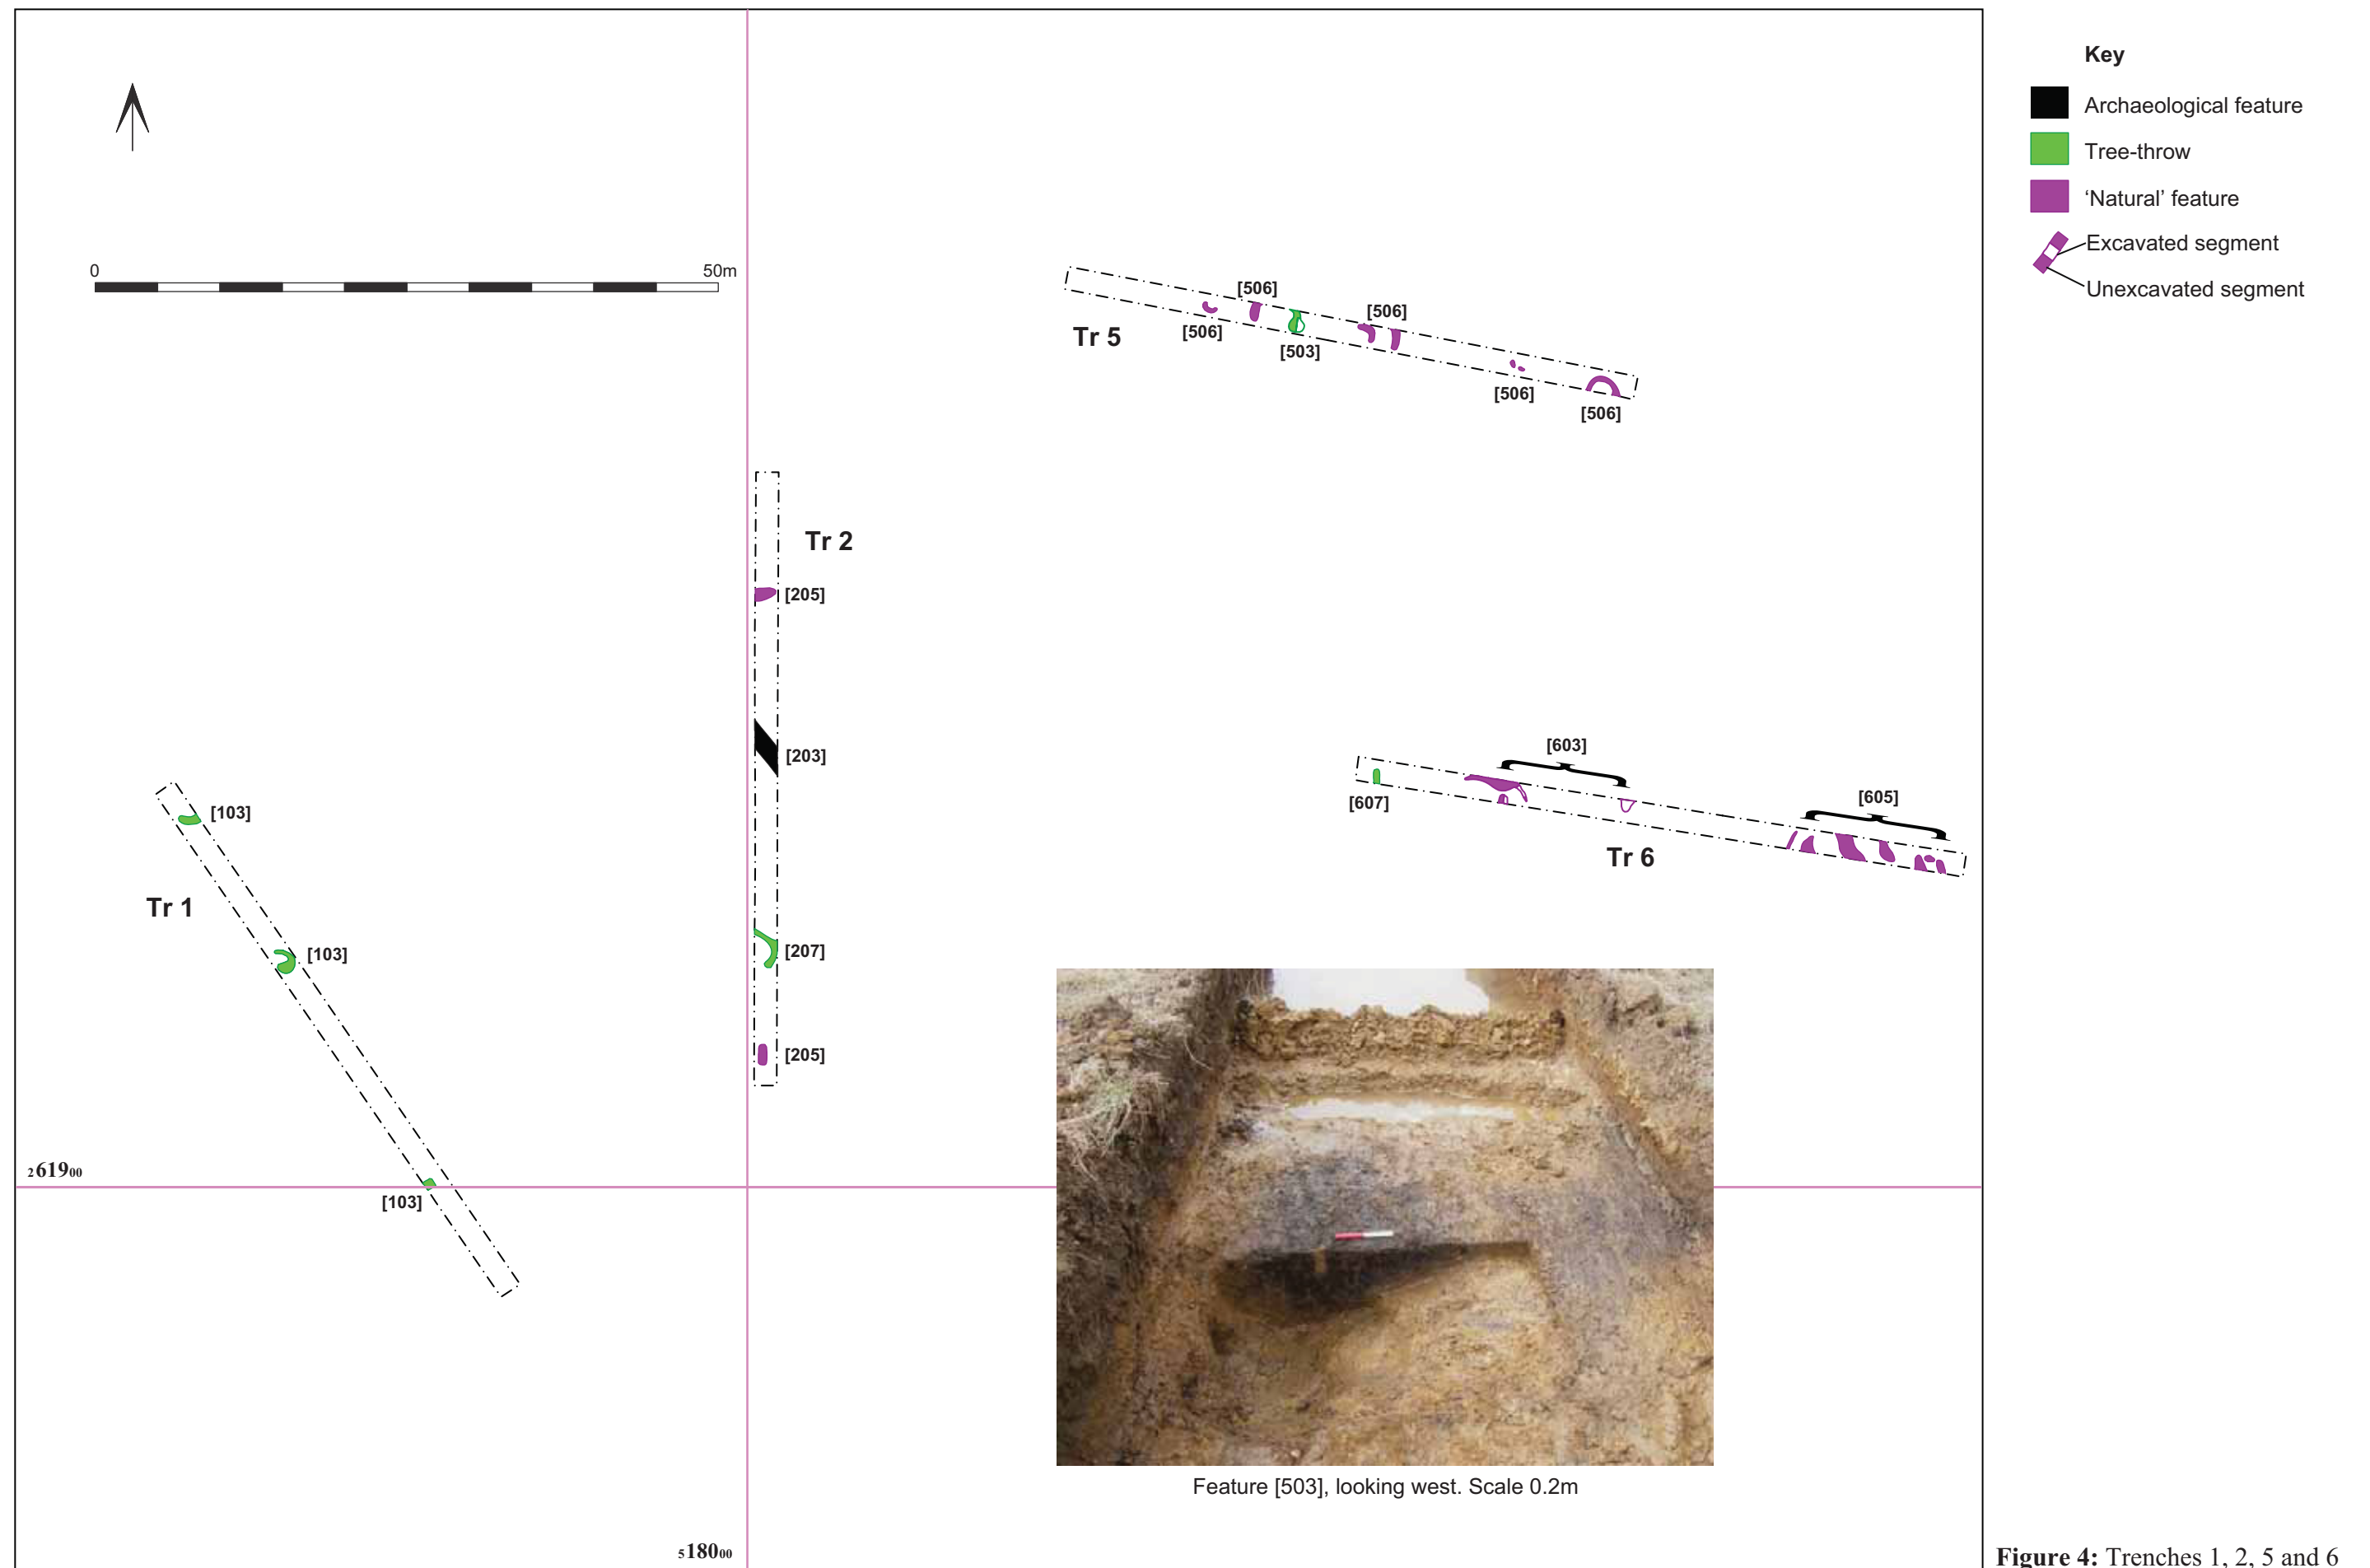 Key
Archaeological feature
Tree-throw
‘Natural’ feature
Excavated segment
Unexcavated segment
0 50m
[506]
[506]
Tr 5
[506]
[503]
[506]
[506]
Tr 2
[205]
[203]
[603]
[605]
[607]
Tr 6
[103]
Tr 1
[103]
[207]
[205]
261900
[103]
Feature [503], looking west. Scale 0.2m
518000
Figure 4: Trenches 1, 2, 5 and 6